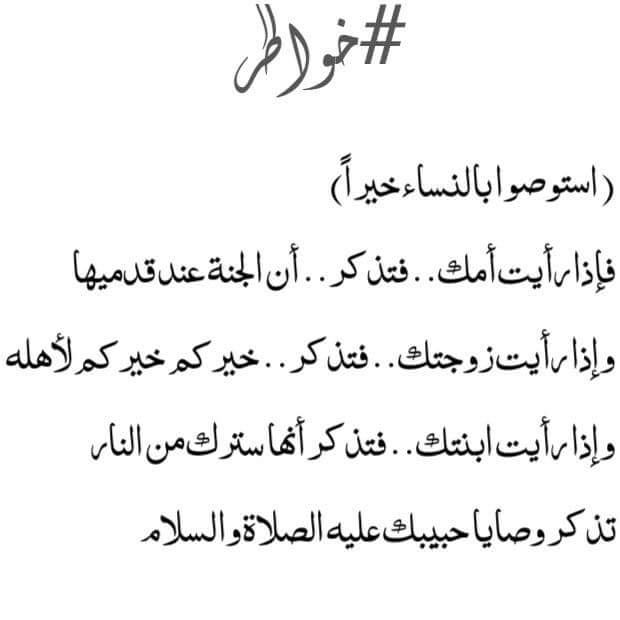 #خواطر
(استوصوا بالنساء خيراً)
فإذا رأيت أمك..فتذكر..أن الجنة عند قدميها
وإذا رأيت زوجتك..فتذكر..خيركم خيركم لأهله
وإذا رأيت ابنتك..فتذكر أنها سترك من النار
تذكر وصايا حبيبك عليه الصلاة والسلام